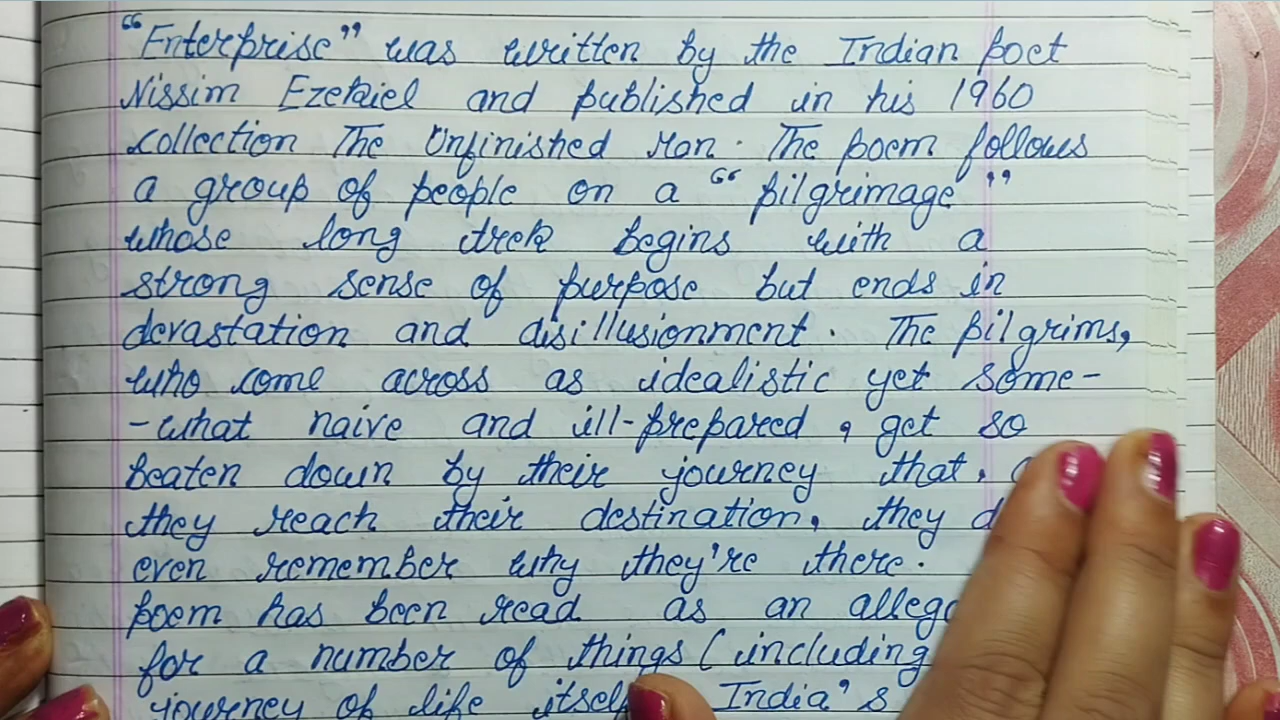 "Enterprise" was written by the Indian poet
Nissim Ezekiel and published in his 1960
collection The Unfinished Man. The poem follows
a group of people on a "pilgrimage"
whose long trek begins with a
strong sense of purpose but ends in
devastation and disillusionment. The pilgrims,
who come across as idealistic yet some-
-what naive and ill-prepared, get so
beaten down by their journey that,
they reach their destination, they
even remember why they're there.
poem has been read as an
for a number of things (including
journey of life itself India's